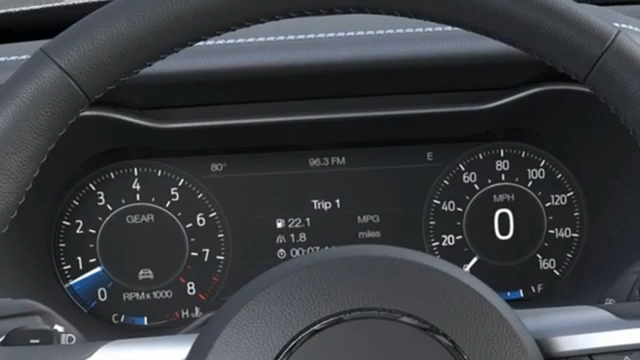 80° 96.3 FM E
Trip 1
22.1 MPG
1.8 miles
GEAR
0 1 2 3 4 5 6 7 8
RPMx1000
C H
20 40 60 80 100 120 140 160
MPH
0
F